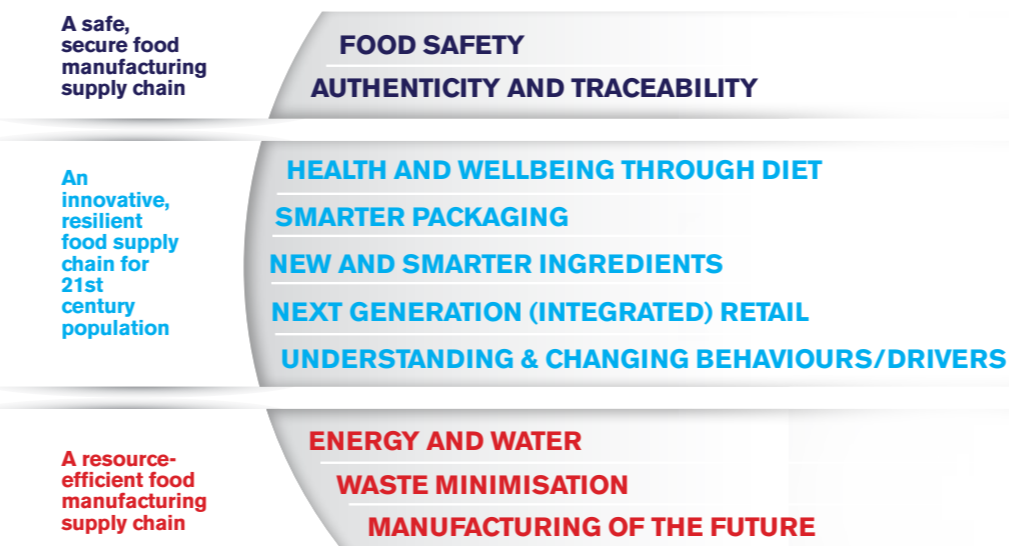 A safe,
secure food
manufacturing
supply chain
FOOD SAFETY
AUTHENTICITY AND TRACEABILITY
An
innovative,
resilient
food supply
chain for
21st
century
population
HEALTH AND WELLBEING THROUGH DIET
SMARTER PACKAGING
NEW AND SMARTER INGREDIENTS
NEXT GENERATION (INTEGRATED) RETAIL
UNDERSTANDING & CHANGING BEHAVIOURS/DRIVERS
A resource-
efficient food
manufacturing
supply chain
ENERGY AND WATER
WASTE MINIMISATION
MANUFACTURING OF THE FUTURE